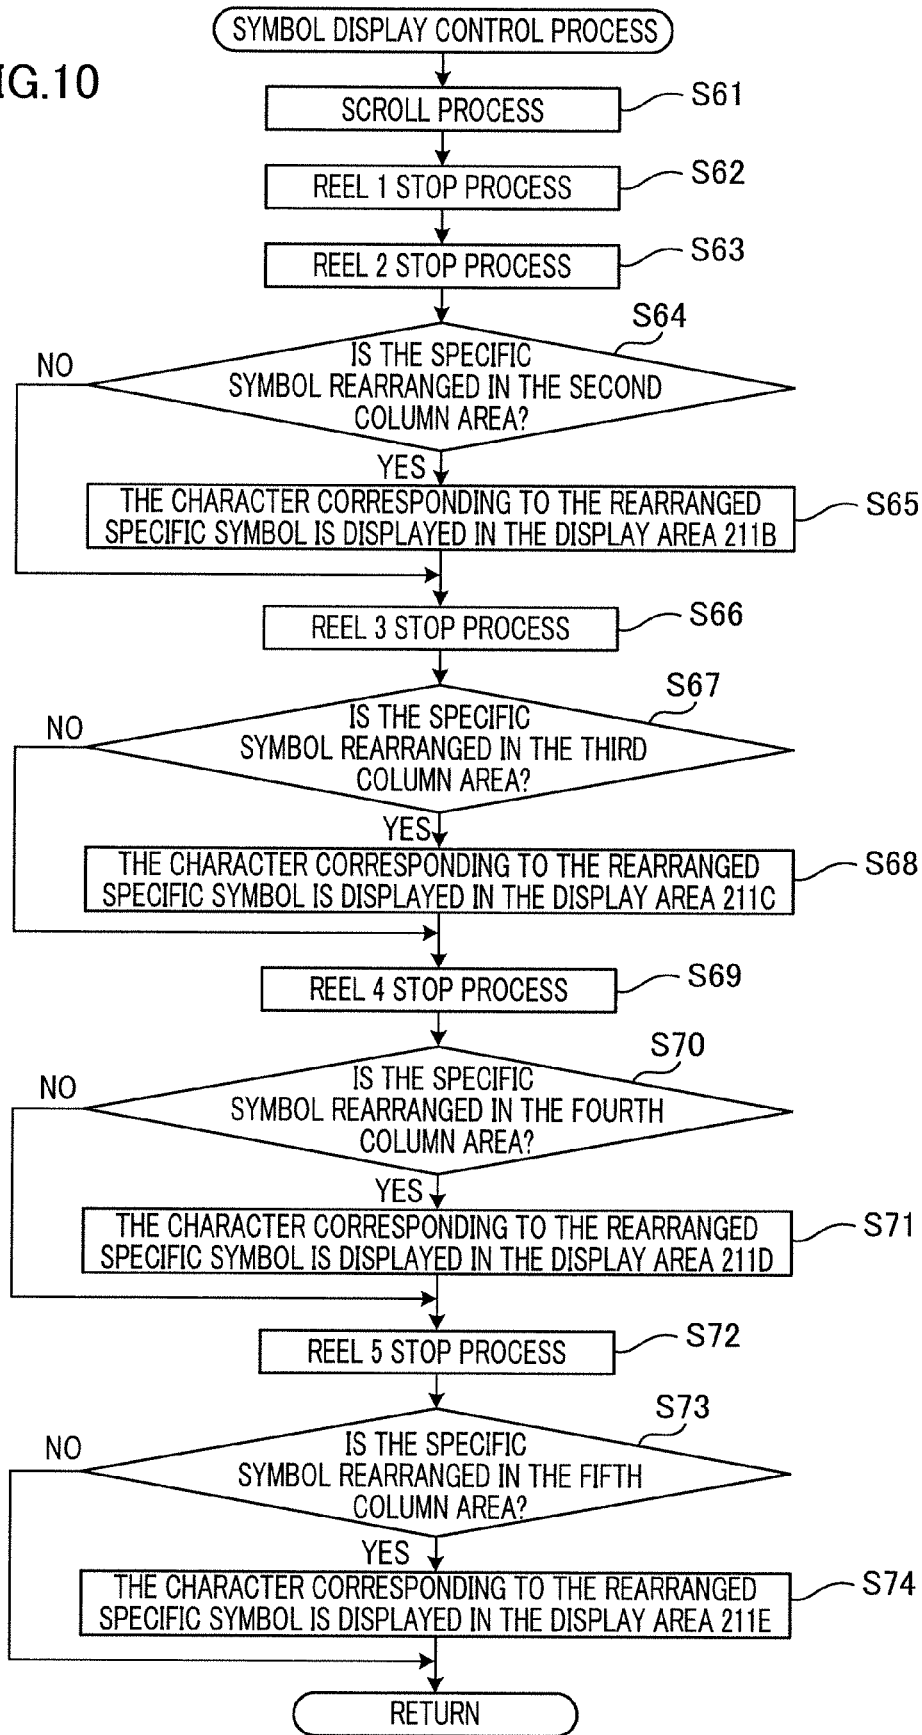 SYMBOL DISPLAY CONTROL PROCESS
IG.10
SCROLL PROCESS
S61
REEL 1 STOP PROCESS
S62
REEL 2 STOP PROCESS
S63
S64
NO
IS THE SPECIFIC
SYMBOL REARRANGED IN THE SECOND
COLUMN AREA?
YES
THE CHARACTER CORRESPONDING TO THE REARRANGED
SPECIFIC SYMBOL IS DISPLAYED IN THE DISPLAY AREA 211B
S65
REEL 3 STOP PROCESS
S66
S67
NO
IS THE SPECIFIC
SYMBOL REARRANGED IN THE THIRD
COLUMN AREA?
YES
THE CHARACTER CORRESPONDING TO THE REARRANGED
SPECIFIC SYMBOL IS DISPLAYED IN THE DISPLAY AREA 211C
S68
REEL 4 STOP PROCESS
S69
S70
NO
IS THE SPECIFIC
SYMBOL REARRANGED IN THE FOURTH
COLUMN AREA?
YES
THE CHARACTER CORRESPONDING TO THE REARRANGED
SPECIFIC SYMBOL IS DISPLAYED IN THE DISPLAY AREA 211D
S71
REEL 5 STOP PROCESS
S72
S73
NO
IS THE SPECIFIC
SYMBOL REARRANGED IN THE FIFTH
COLUMN AREA?
YES
THE CHARACTER CORRESPONDING TO THE REARRANGED
SPECIFIC SYMBOL IS DISPLAYED IN THE DISPLAY AREA 211E
S74
RETURN